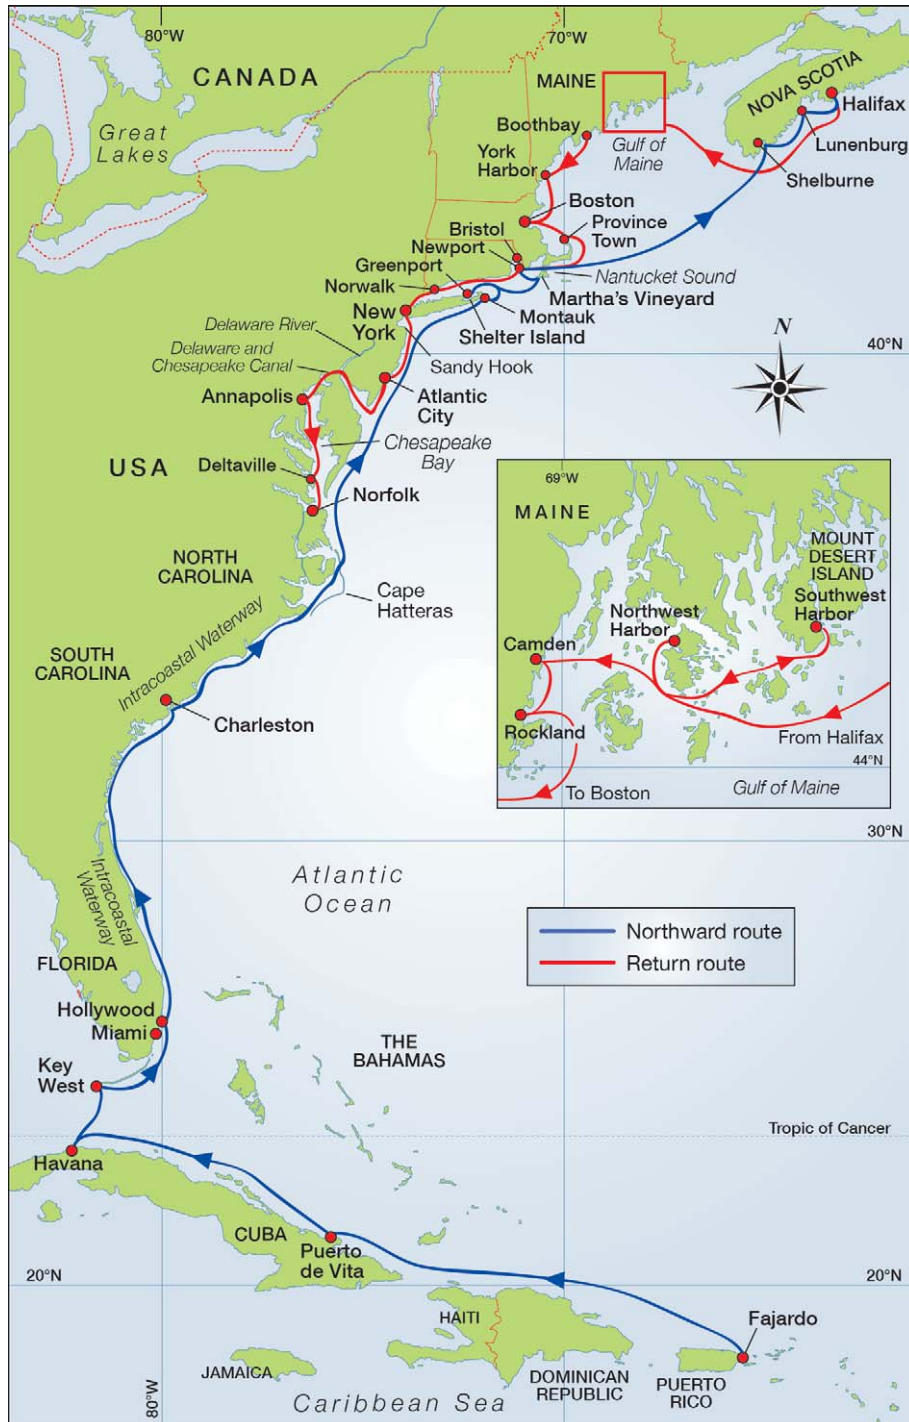 80°W
70°W
CANADA
MAINE
NOVA SCOTIA
Great
Lakes
Halifax
Boothbay
Gulf of
Maine
Lunenburg
York
Harbor
Shelburne
Boston
Bristol
Province
Town
Newport
Greenport
Nantucket Sound
Norwalk
Martha's Vineyard
New
York
Montauk
Shelter Island
Delaware River
N
Delaware and
Chesapeake Canal
Sandy Hook
40°N
Annapolis
Atlantic
City
Chesapeake
Bay
USA
Deltaville
Norfolk
69°W
MAINE
MOUNT
DESERT
ISLAND
Southwest
Harbor
Northwest
Harbor
Camden
Rockland
From Halifax
44°N
To Boston
Gulf of Maine
NORTH
CAROLINA
Cape
Hatteras
Intracoastal Waterway
SOUTH
CAROLINA
Charleston
30°N
Intracoastal
Waterway
Atlantic
Ocean
Northward route
Return route
FLORIDA
Hollywood
Miami
THE
BAHAMAS
Key
West
Tropic of Cancer
Havana
CUBA
Puerto
de Vita
20°N
20°N
HAITI
Fajardo
JAMAICA
DOMINICAN
REPUBLIC
PUERTO
RICO
80°W
Caribbean Sea